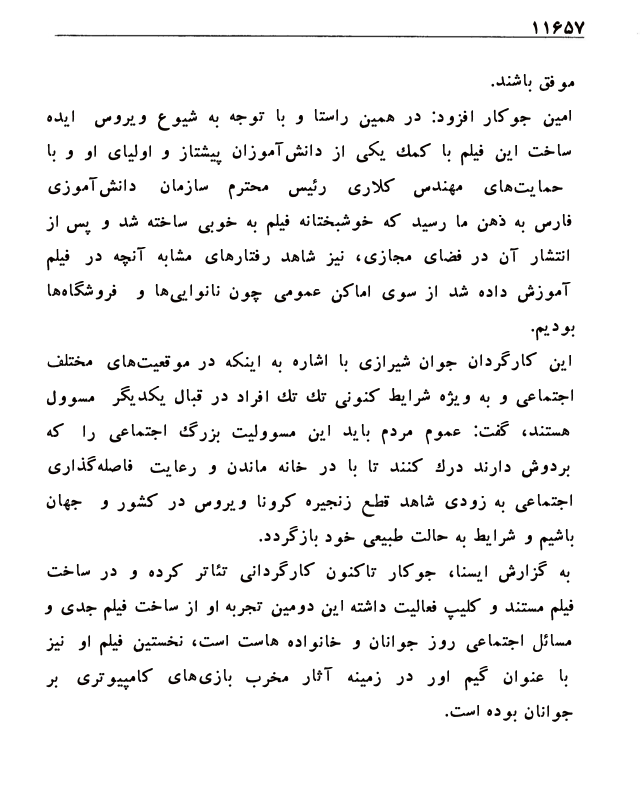 ۱۱۶۵۷
موفق باشند.
امین جوکار افزود: در همین راستا و با توجه به شیوع ویروس ایده
ساخت این فیلم با کمك یکی از دانش‌آموزان پیشتاز و اولیای او و با
حمایت‌های مهندس کلاری رئیس محترم سازمان دانش‌آموزی
فارس به ذهن ما رسید که خوشبختانه فیلم به خوبی ساخته شد و پس از
انتشار آن در فضای مجازی، نیز شاهد رفتارهای مشابه آنچه در فیلم
آموزش داده شد از سوی اماکن عمومی چون نانوایی‌ها و فروشگاه‌ها
بودیم.
این کارگردان جوان شیرازی با اشاره به اینکه در موقعیت‌های مختلف
اجتماعی و به ویژه شرایط کنونی تك تك افراد در قبال یکدیگر مسوول
هستند، گفت: عموم مردم باید این مسوولیت بزرگ اجتماعی را که
بردوش دارند درك کنند تا با در خانه ماندن و رعایت فاصله‌گذاری
اجتماعی به زودی شاهد قطع زنجیره کرونا ویروس در کشور و جهان
باشیم و شرایط به حالت طبیعی خود بازگردد.
به گزارش ایسنا، جوکار تاکنون کارگردانی تئاتر کرده و در ساخت
فیلم مستند و کلیپ فعالیت داشته این دومین تجربه او از ساخت فیلم جدی و
مسائل اجتماعی روز جوانان و خانواده هاست است، نخستین فیلم او نیز
با عنوان گیم اور در زمینه آثار مخرب بازی‌های کامپیوتری بر
جوانان بوده است.